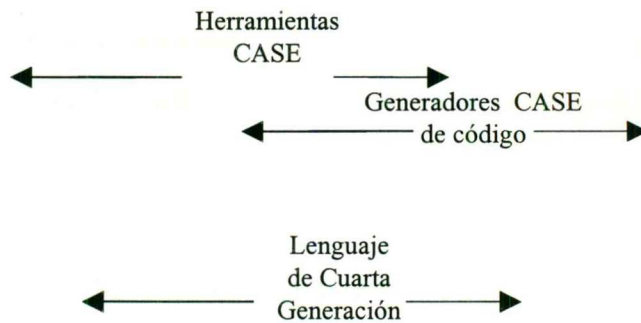 Herramientas
CASE
Generadores CASE
de código
Lenguaje
de Cuarta
Generación